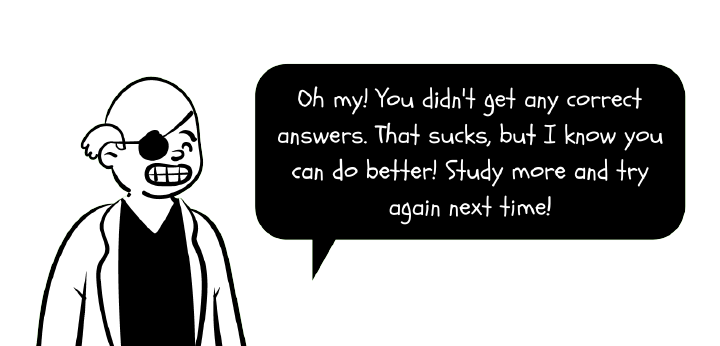 Oh my! You didn't get any correct
answers. That sucks, but I know you
can do better! Study more and try
again next time!